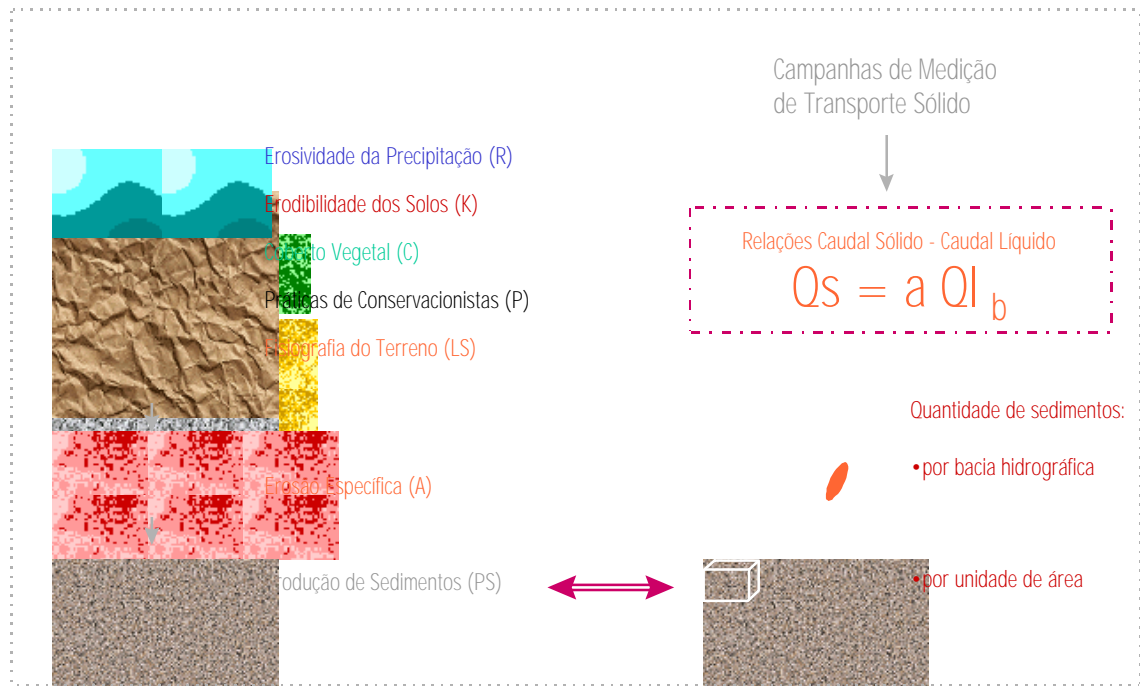 Campanhas de Medição
de Transporte Sólido
Erosividade da Precipitação (R)
Erodibilidade dos Solos (K)
Coberto Vegetal (C)
Práticas de Conservacionistas (P)
Fisiografia do Terreno (LS)
Erosão Específica (A)
Produção de Sedimentos (PS)
Relações Caudal Sólido - Caudal Líquido
Qs = a Ql b
Quantidade de sedimentos:
•por bacia hidrográfica
•por unidade de área